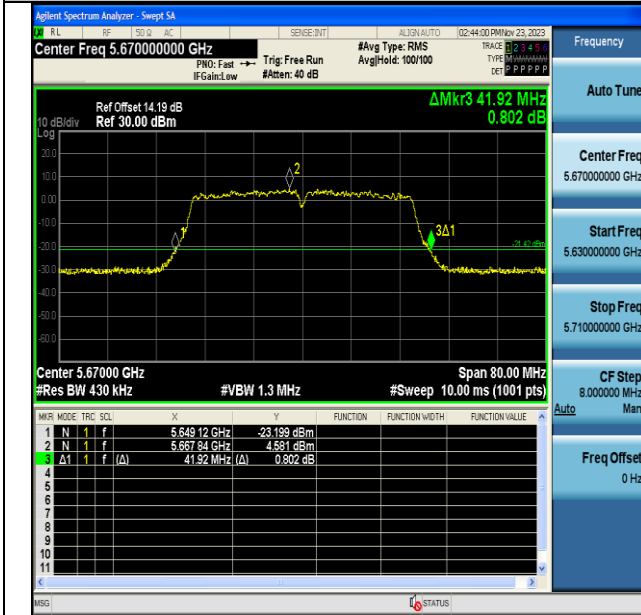 Agilent Spectrum Analyzer - Swept SA
RL RF 50 Ω AC SENSE:INT ALIGN AUTO 02:44:00 PM Nov 23, 2023
Center Freq 5.670000000 GHz
PNO: Fast
IFGain:Low
Trig: Free Run
#Atten: 40 dB
#Avg Type: RMS
Avg|Hold: 100/100
TRACE 1 2 3 4 5 6
TYPE M
DET P P P P P P
Frequency
Auto Tune
Center Freq
5.670000000 GHz
Start Freq
5.630000000 GHz
Stop Freq
5.710000000 GHz
CF Step
8.000000 MHz
Auto Man
Freq Offset
0 Hz
ΔMkr3 41.92 MHz
0.802 dB
Ref Offset 14.19 dB
10 dB/div Ref 30.00 dBm
Log
20.0
10.0
0.00
-10.0
-20.0
-30.0
-40.0
-50.0
-60.0
1
2
3Δ1
-21.42 dBm
Center 5.67000 GHz Span 80.00 MHz
#Res BW 430 kHz #VBW 1.3 MHz #Sweep 10.00 ms (1001 pts)
MKR MODE TRC SCL X Y FUNCTION FUNCTION WIDTH FUNCTION VALUE
1 N 1 f 5.649 12 GHz -23.199 dBm
2 N 1 f 5.667 84 GHz 4.581 dBm
3 Δ1 1 f (Δ) 41.92 MHz (Δ) 0.802 dB
4
5
6
7
8
9
10
11
MSG STATUS